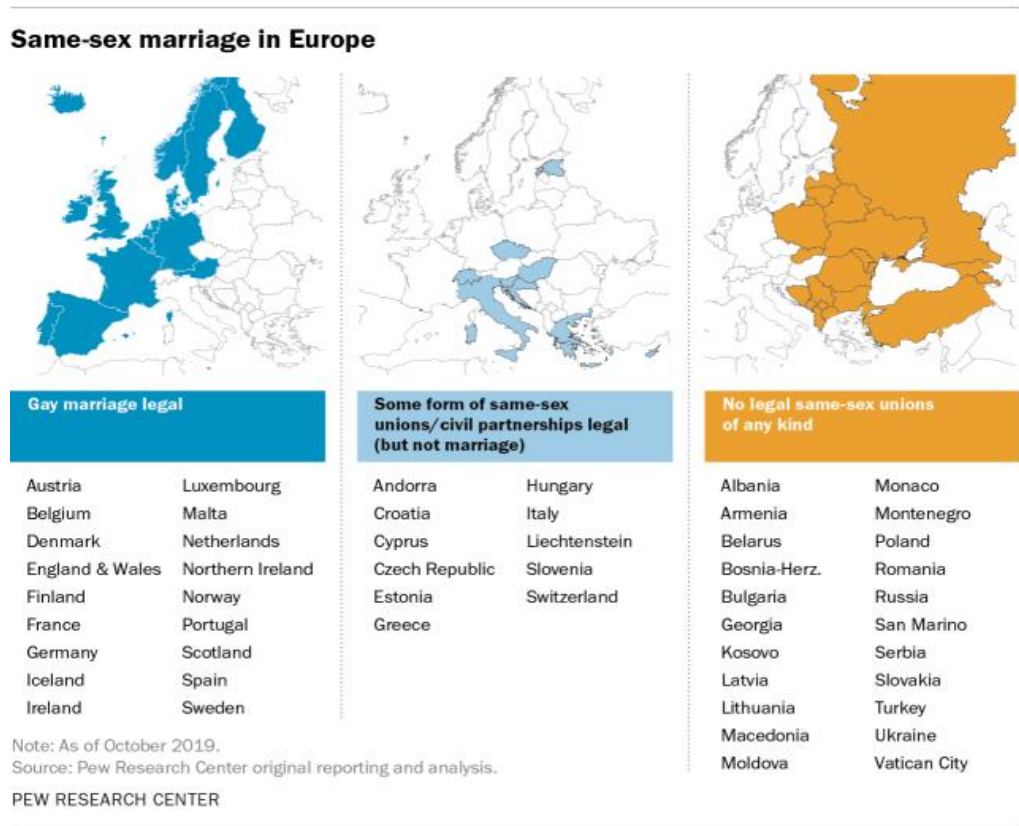 Same-sex marriage in Europe
Gay marriage legal
Austria
Belgium
Denmark
England & Wales
Finland
France
Germany
Iceland
Ireland
Luxembourg
Malta
Netherlands
Northern Ireland
Norway
Portugal
Scotland
Spain
Sweden
Some form of same-sex
unions/civil partnerships legal
(but not marriage)
Andorra
Croatia
Cyprus
Czech Republic
Estonia
Greece
Hungary
Italy
Liechtenstein
Slovenia
Switzerland
No legal same-sex unions
of any kind
Albania
Armenia
Belarus
Bosnia-Herz.
Bulgaria
Georgia
Kosovo
Latvia
Lithuania
Macedonia
Moldova
Monaco
Montenegro
Poland
Romania
Russia
San Marino
Serbia
Slovakia
Turkey
Ukraine
Vatican City
Note: As of October 2019.
Source: Pew Research Center original reporting and analysis.
PEW RESEARCH CENTER